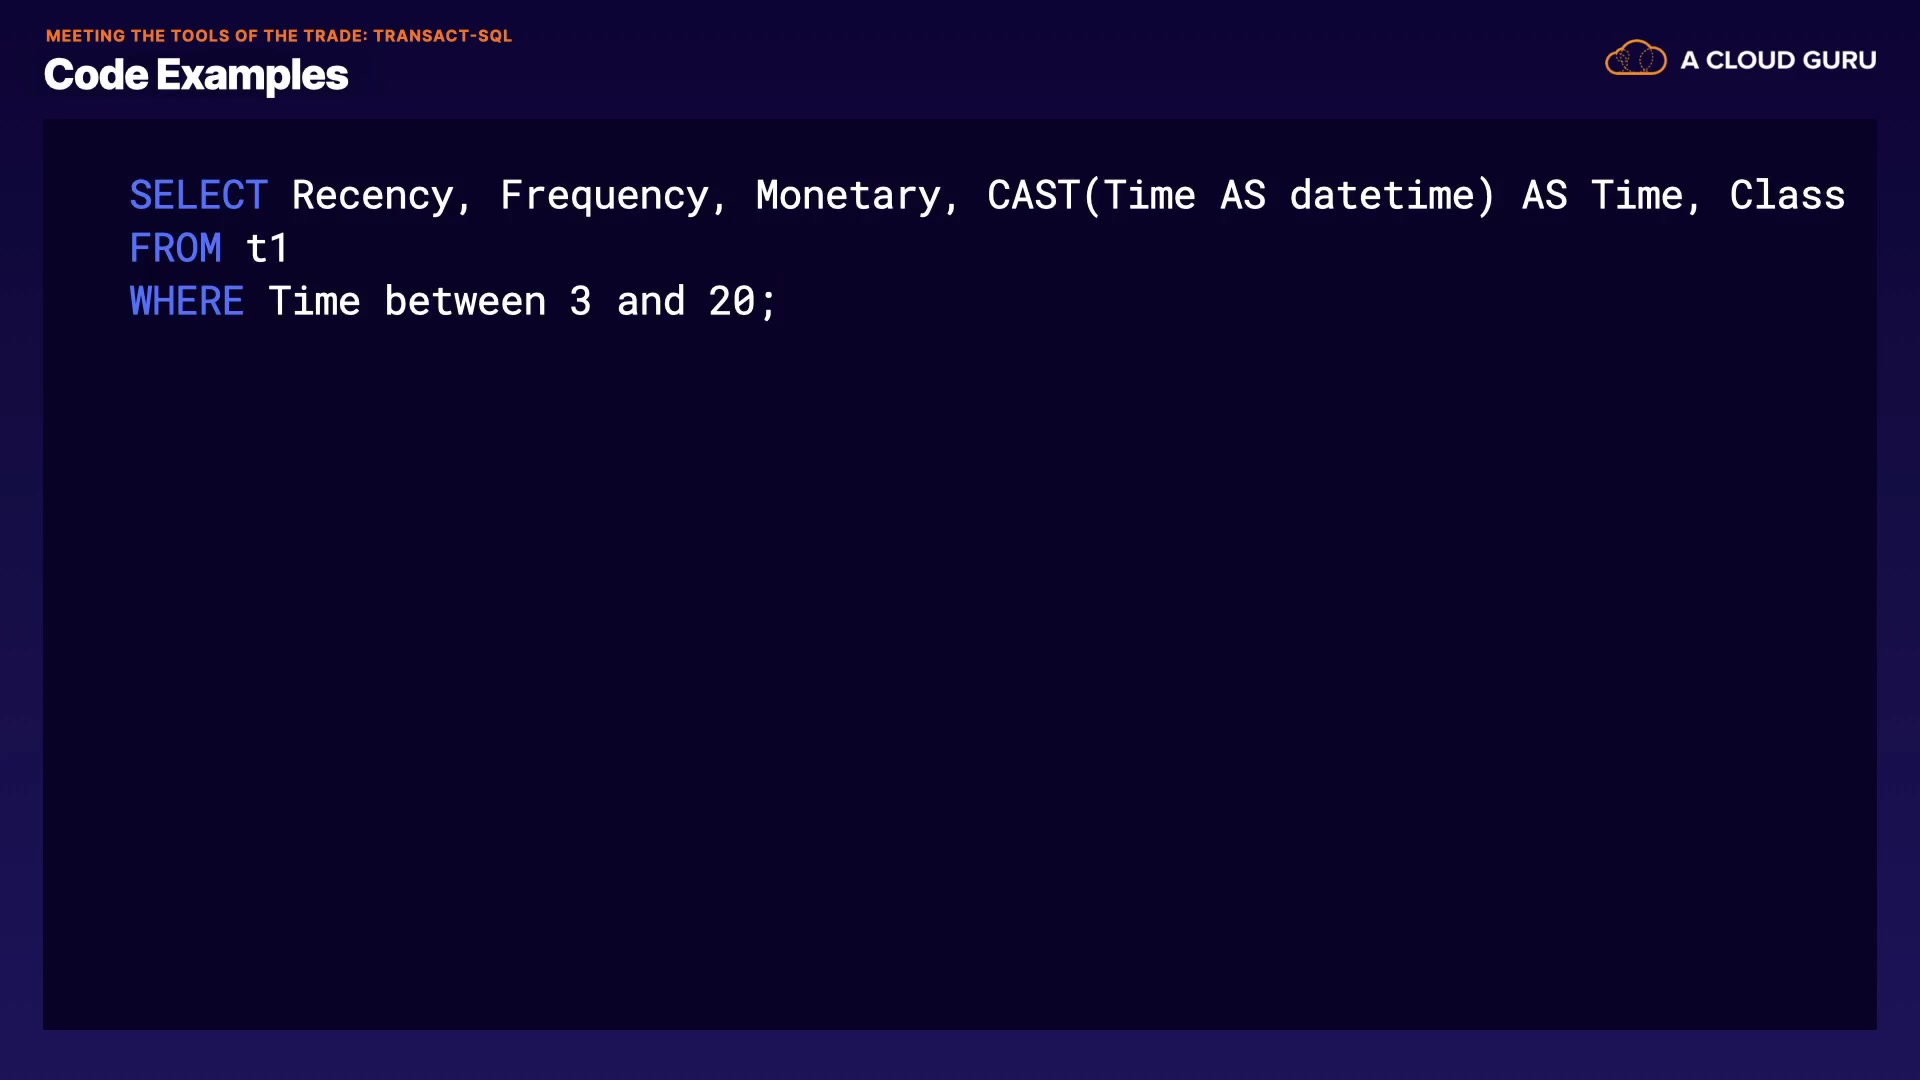 MEETING THE TOOLS OF THE TRADE: TRANSACT-SQL
Code Examples
A CLOUD GURU
SELECT Recency, Frequency, Monetary, CAST(Time AS datetime) AS Time, Class
FROM t1
WHERE Time between 3 and 20;